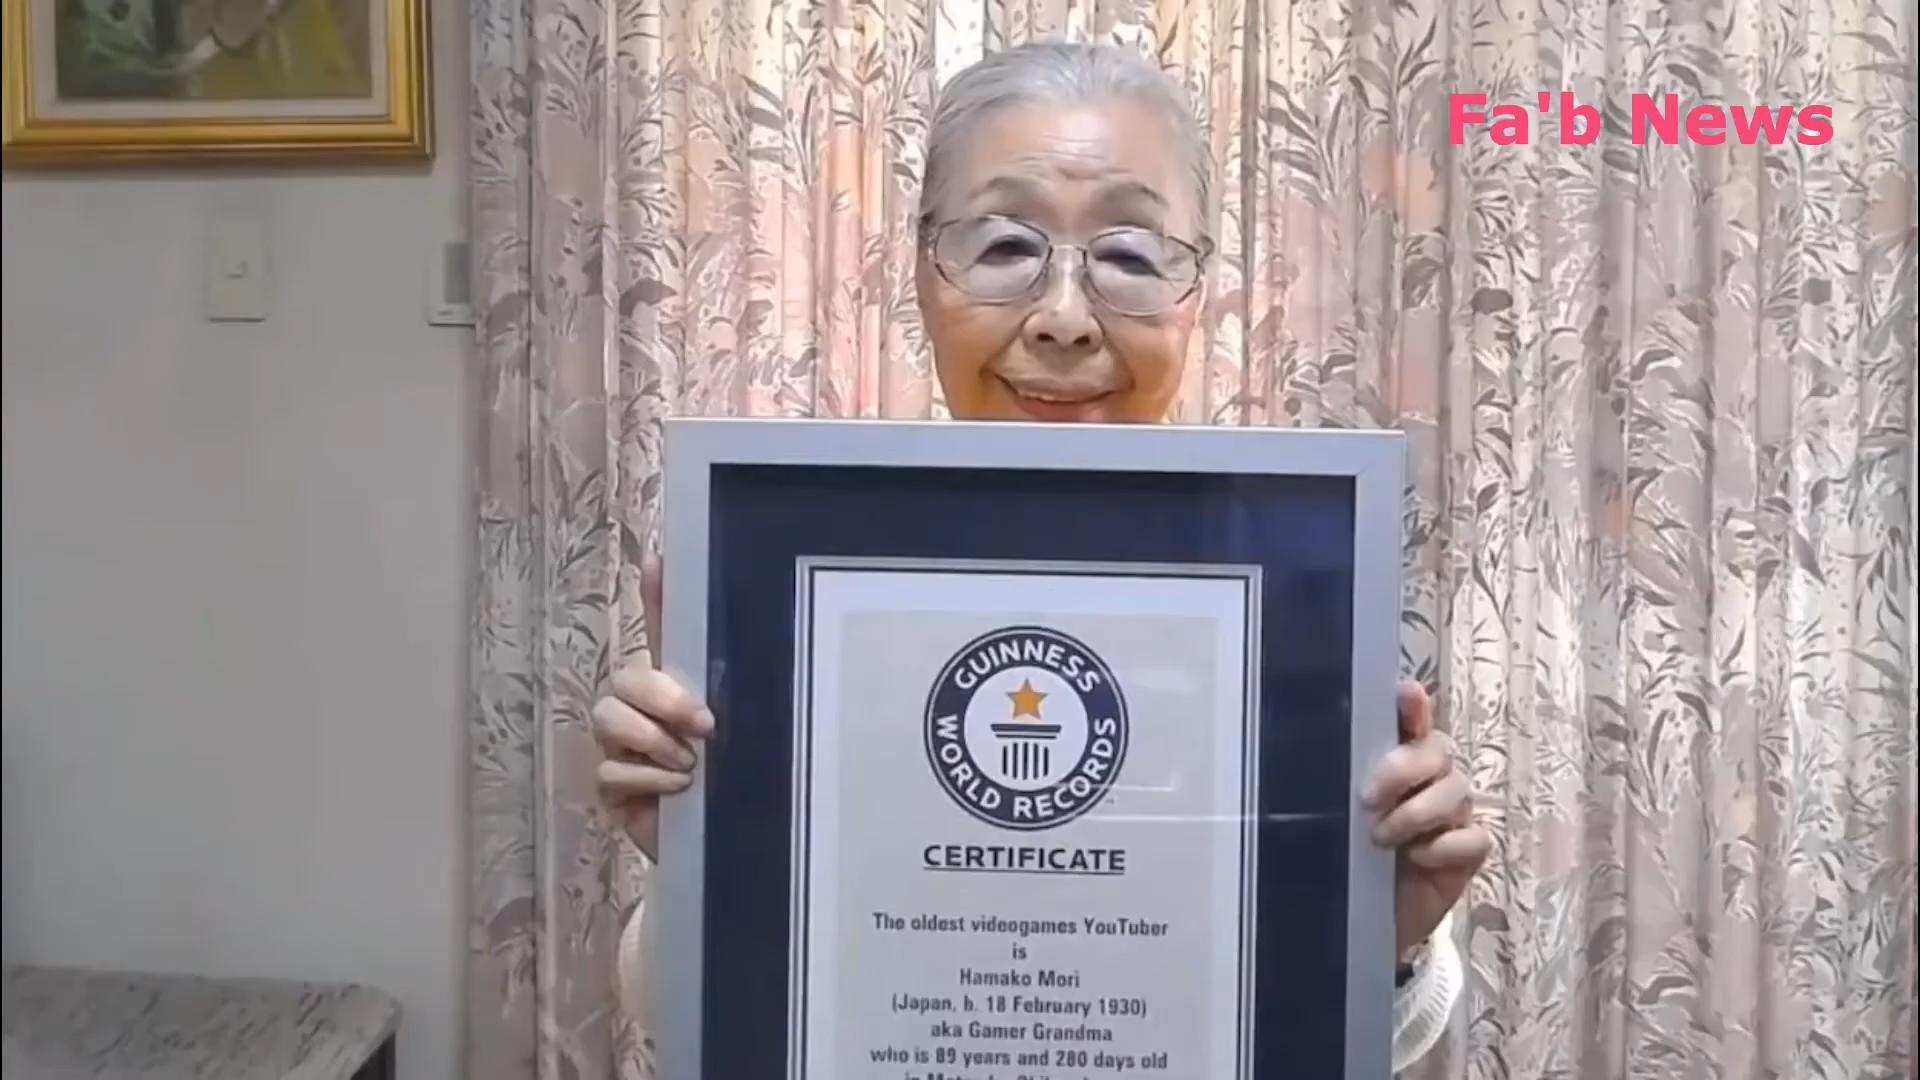 Fa'b News
GUINNESS
WORLD RECORDS
CERTIFICATE
The oldest videogames YouTuber
is
Hamako Mori
(Japan, b. 18 February 1930)
aka Gamer Grandma
who is 89 years and 280 days old
in